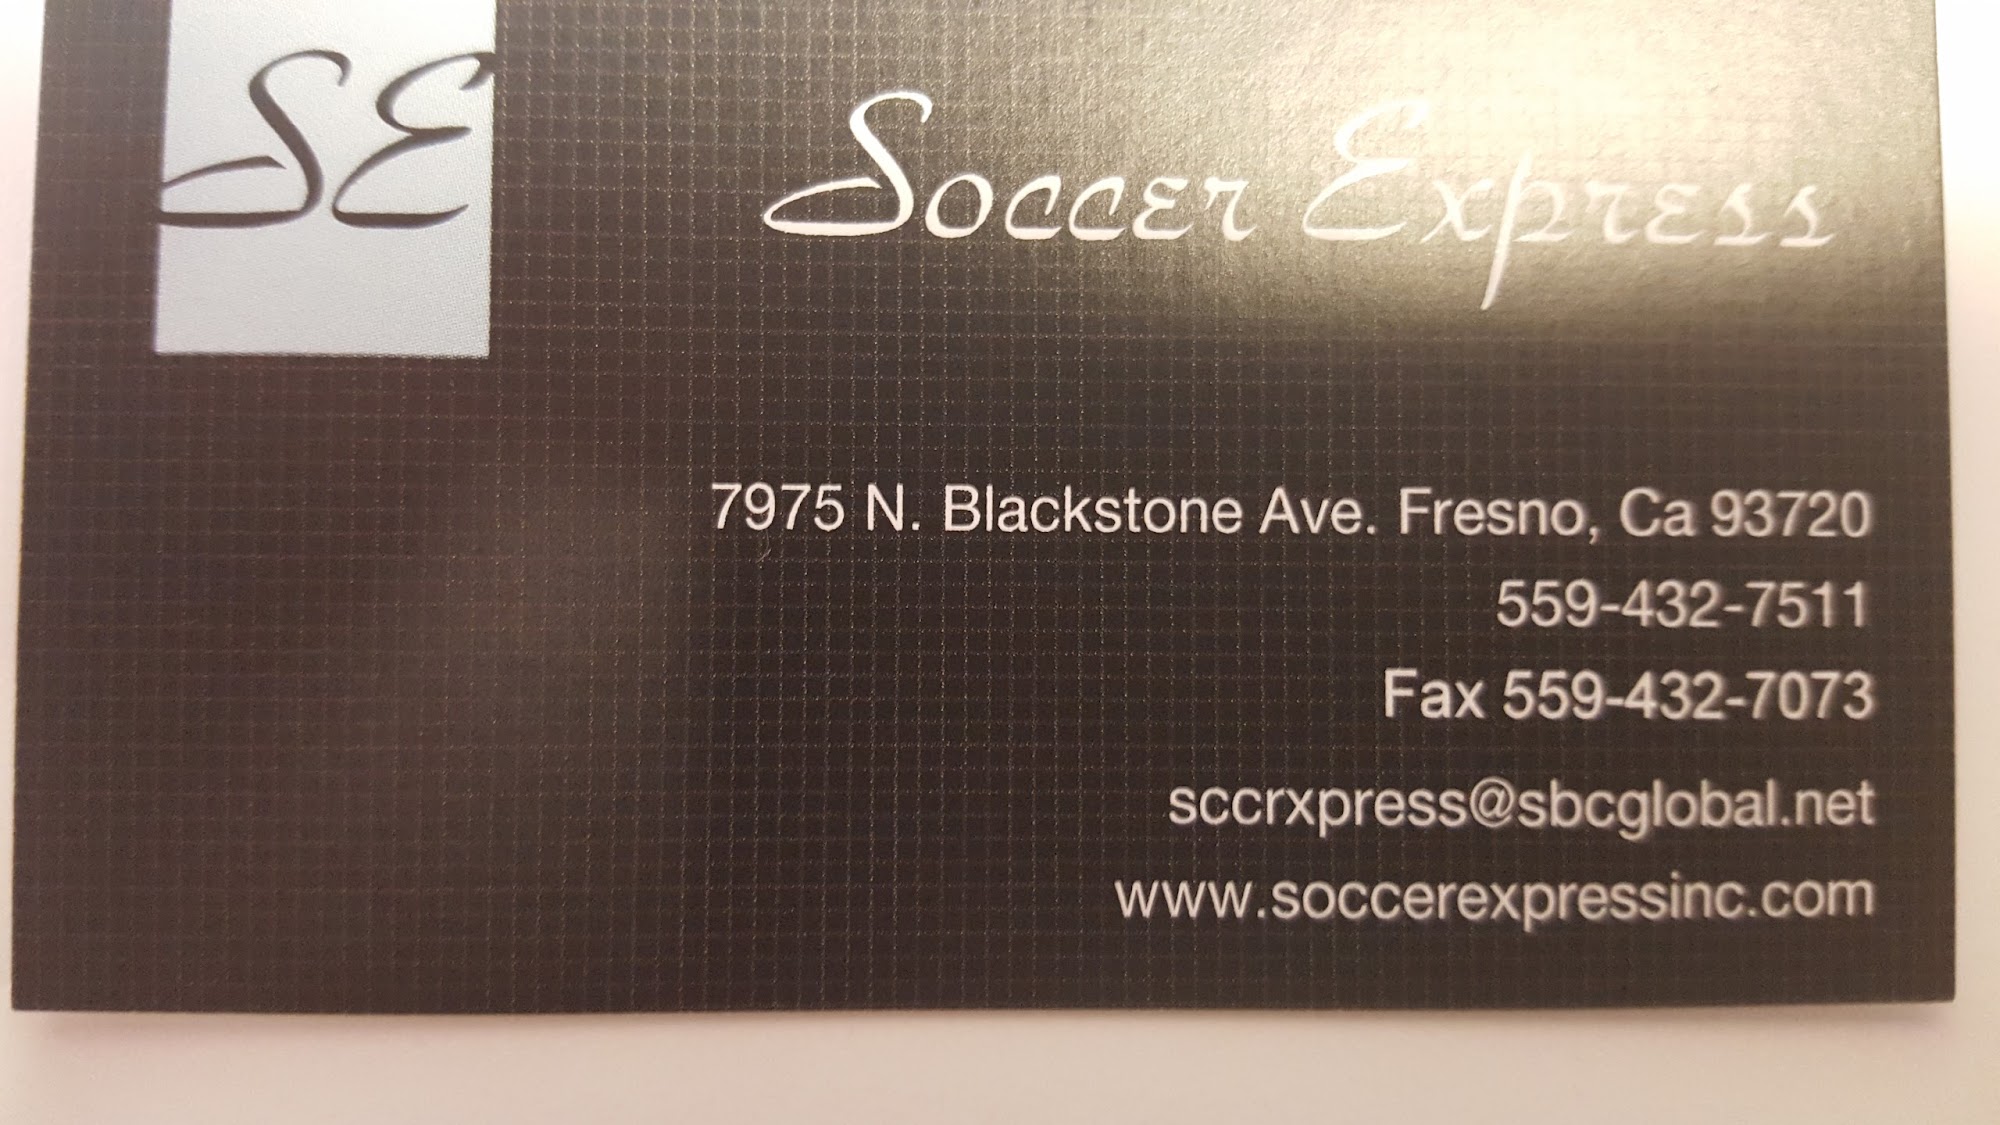 SE
Soccer Express
7975 N. Blackstone Ave. Fresno, Ca 93720
559-432-7511
Fax 559-432-7073
sccrxpress@sbcglobal.net
www.soccerexpressinc.com